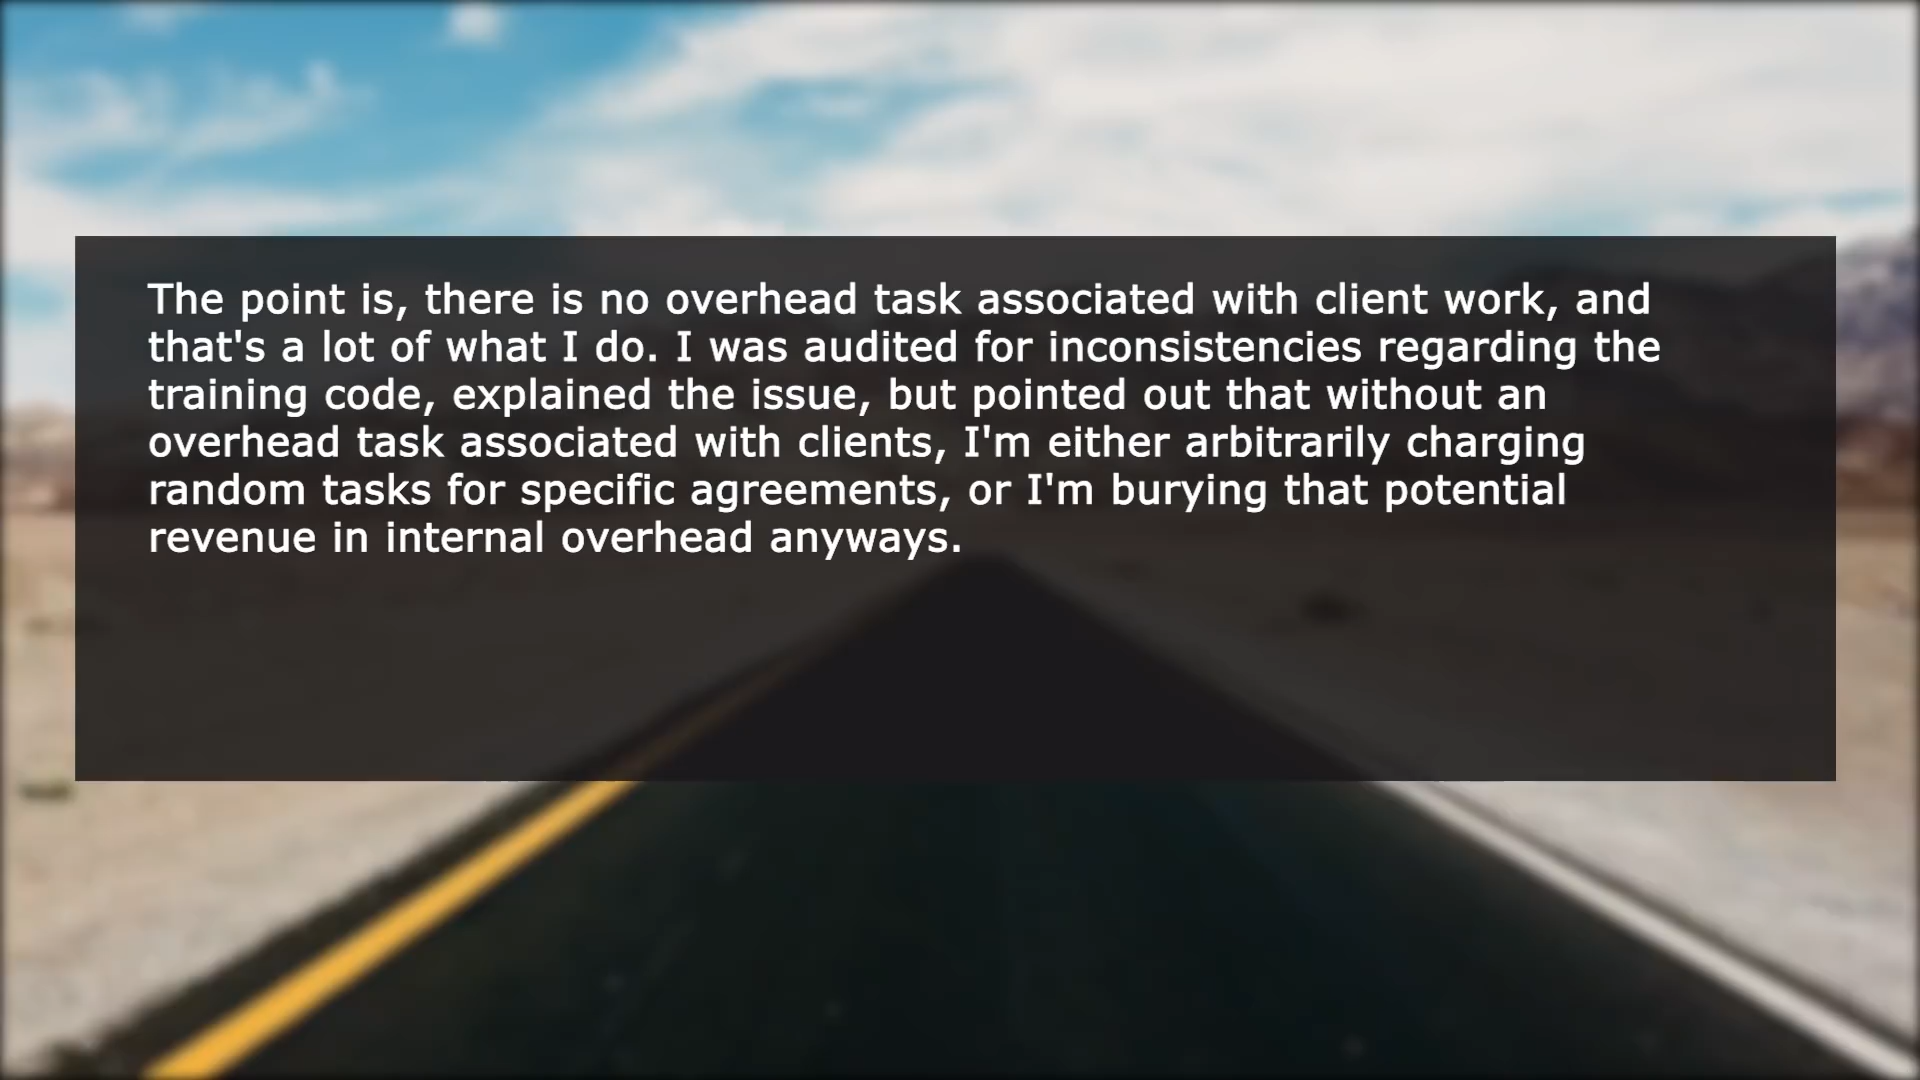 The point is, there is no overhead task associated with client work, and
that's a lot of what I do. I was audited for inconsistencies regarding the
training code, explained the issue, but pointed out that without an
overhead task associated with clients, I'm either arbitrarily charging
random tasks for specific agreements, or I'm burying that potential
revenue in internal overhead anyways.